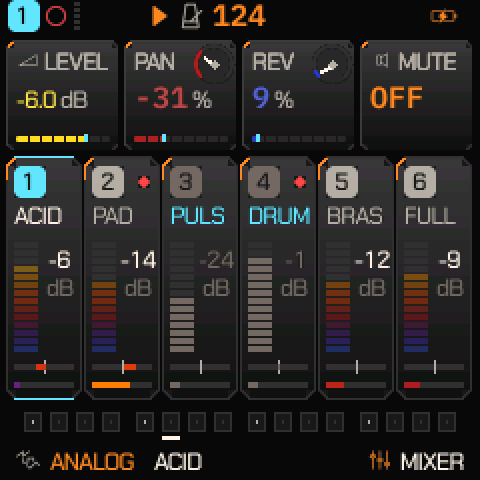 1 124
LEVEL PAN REV MUTE
-6.0 dB -31 % 9 % OFF
1 2 3 4 5 6
ACID PAD PULS DRUM BRAS FULL
-6 -14 -24 -1 -12 -9
dB dB dB dB dB dB
ANALOG ACID MIXER